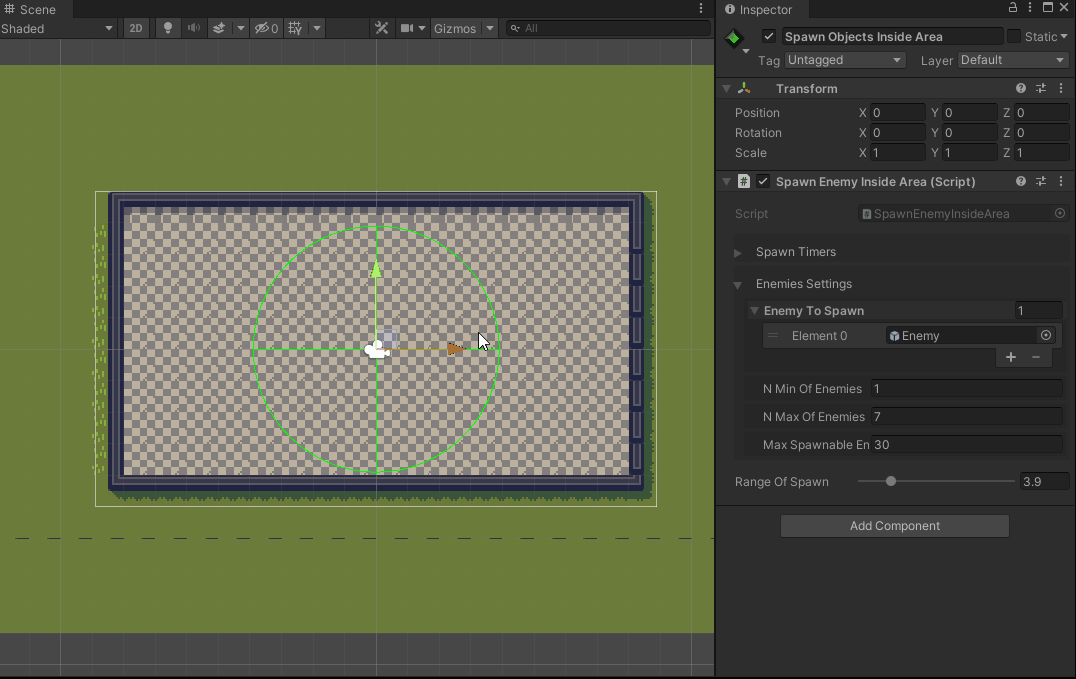 Scene
Shaded
2D
0
Gizmos
All
Inspector
Spawn Objects Inside Area
Static
Tag Untagged Layer Default
Transform
Position X 0 Y 0 Z 0
Rotation X 0 Y 0 Z 0
Scale X 1 Y 1 Z 1
# Spawn Enemy Inside Area (Script)
Script SpawnEnemyInsideArea
Spawn Timers
Enemies Settings
Enemy To Spawn 1
Element 0 Enemy
+ −
N Min Of Enemies 1
N Max Of Enemies 7
Max Spawnable En 30
Range Of Spawn 3.9
Add Component